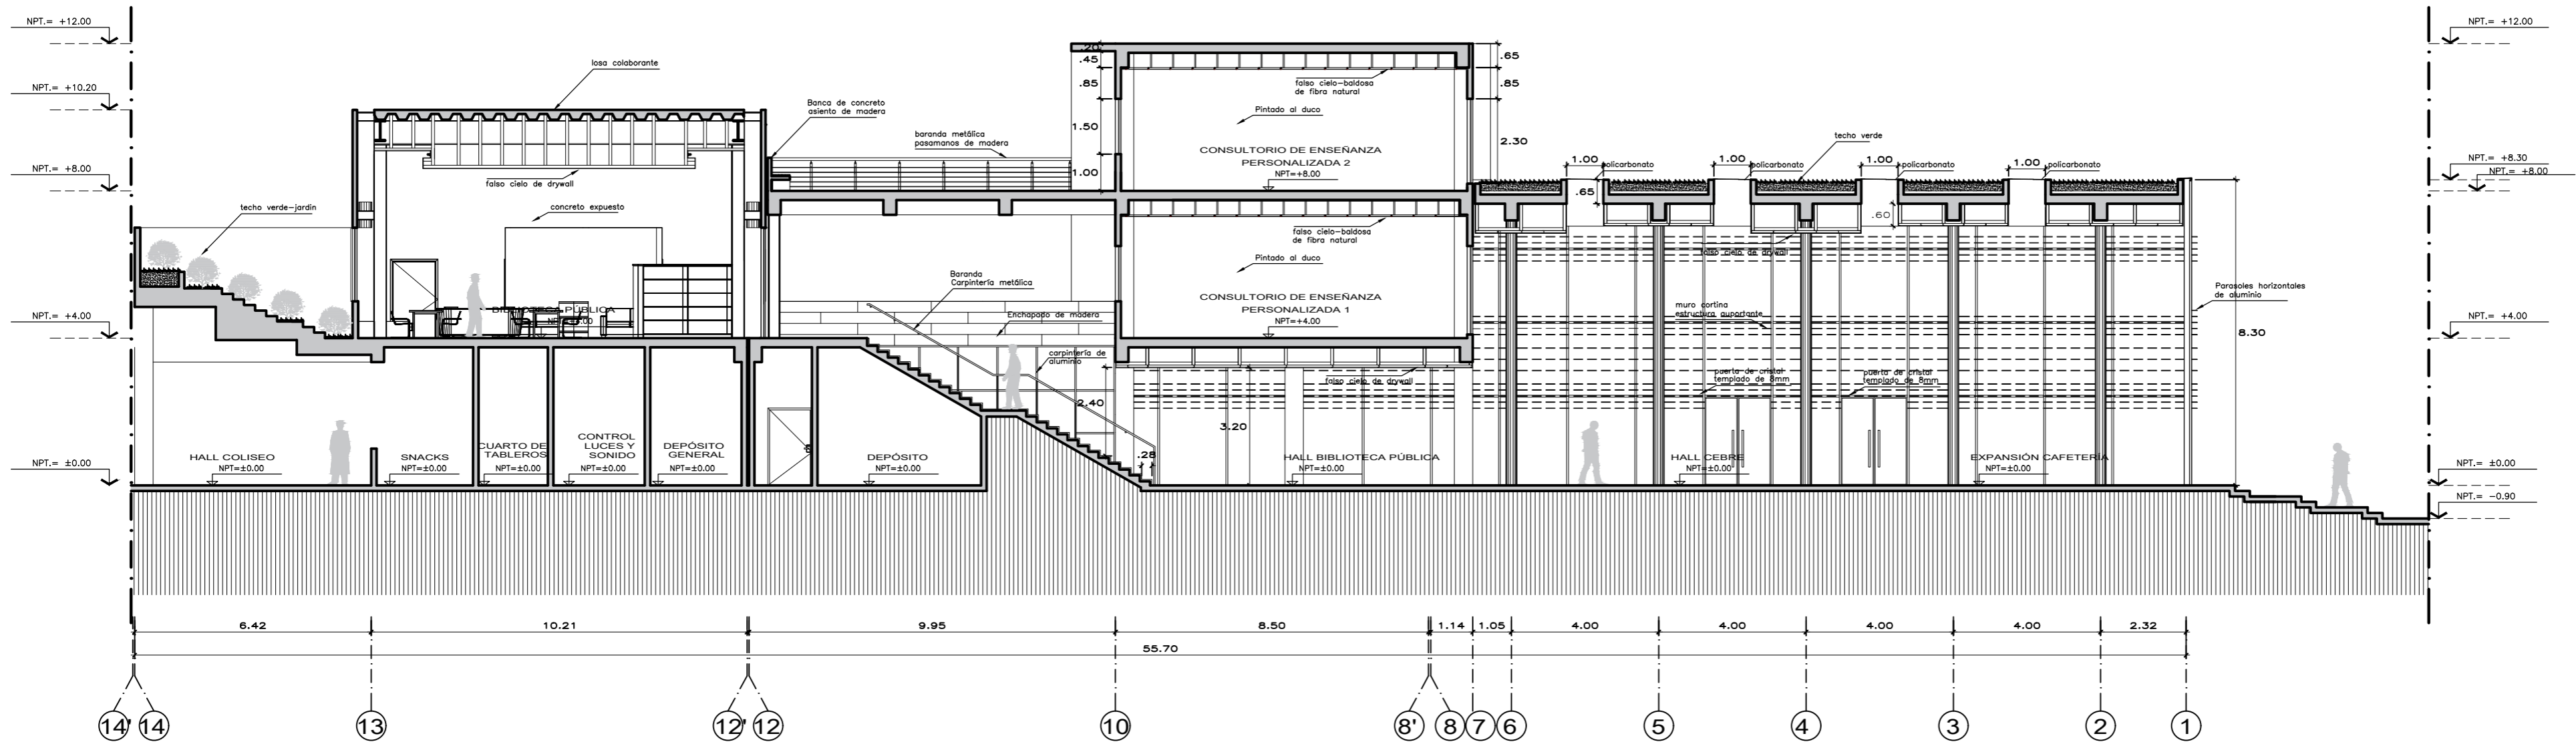 NPT.= +12.00
NPT.= +12.00
.20
.45
.65
losa colaborante
falso cielo-baldosa
de fibra natural
.85
.85
NPT.= +10.20
Banca de concreto
asiento de madera
Pintado al duco
1.50
baranda metálica
pasamanos de madera
2.30
techo verde
CONSULTORIO DE ENSEÑANZA
PERSONALIZADA 2
NPT=+8.00
1.00
NPT.= +8.00
falso cielo de drywall
1.00
policarbonato
1.00
policarbonato
1.00
policarbonato
1.00
policarbonato
NPT.= +8.30
NPT.= +8.00
.65
.60
techo verde-jardin
concreto expuesto
falso cielo-baldosa
de fibra natural
falso cielo de drywall
Pintado al duco
Baranda
Carpintería metálica
CONSULTORIO DE ENSEÑANZA
PERSONALIZADA 1
NPT=+4.00
Parasoles horizontales
de aluminio
muro cortina
estructura auportante
BIBLIOTECA PÚBLICA
Enchapado de madera
NPT.= +4.00
NPT.= +4.00
8.30
carpintería de
aluminio
falso cielo de drywall
puerta de cristal
templado de 8mm
puerta de cristal
templado de 8mm
2.40
3.20
.28
HALL COLISEO
NPT=±0.00
SNACKS
NPT=±0.00
CUARTO DE
TABLEROS
NPT=±0.00
CONTROL
LUCES Y
SONIDO
NPT=±0.00
DEPÓSITO
GENERAL
NPT=±0.00
DEPÓSITO
NPT=±0.00
HALL BIBLIOTECA PÚBLICA
NPT=±0.00
HALL CEBRE
NPT=±0.00
EXPANSIÓN CAFETERÍA
NPT=±0.00
NPT.= ±0.00
NPT.= ±0.00
NPT.= −0.90
6.42
10.21
9.95
8.50
1.14
1.05
4.00
4.00
4.00
4.00
2.32
55.70
14'
14
13
12'
12
10
8'
8
7
6
5
4
3
2
1